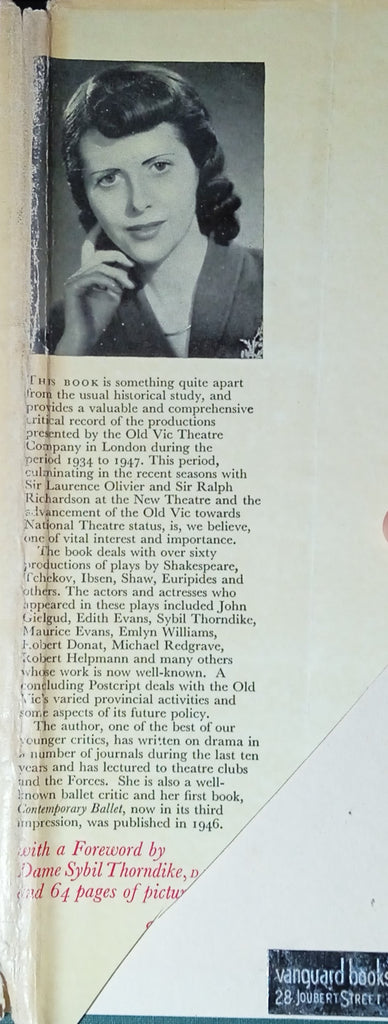 THIS BOOK is something quite apart
from the usual historical study, and
provides a valuable and comprehensive
critical record of the productions
presented by the Old Vic Theatre
Company in London during the
period 1934 to 1947. This period,
culminating in the recent seasons with
Sir Laurence Olivier and Sir Ralph
Richardson at the New Theatre and the
advancement of the Old Vic towards
National Theatre status, is, we believe,
one of vital interest and importance.
The book deals with over sixty
productions of plays by Shakespeare,
Tchekov, Ibsen, Shaw, Euripides and
others. The actors and actresses who
appeared in these plays included John
Gielgud, Edith Evans, Sybil Thorndike,
Maurice Evans, Emlyn Williams,
Robert Donat, Michael Redgrave,
Robert Helpmann and many others
whose work is now well-known. A
concluding Postcript deals with the Old
Vic's varied provincial activities and
some aspects of its future policy.
The author, one of the best of our
younger critics, has written on drama in
a number of journals during the last ten
years and has lectured to theatre clubs
and the Forces. She is also a well-
known ballet critic and her first book,
Contemporary Ballet, now in its third
impression, was published in 1946.
with a Foreword by
Dame Sybil Thorndike, D
and 64 pages of pictu
vanguard books
28 JOUBERT STREET